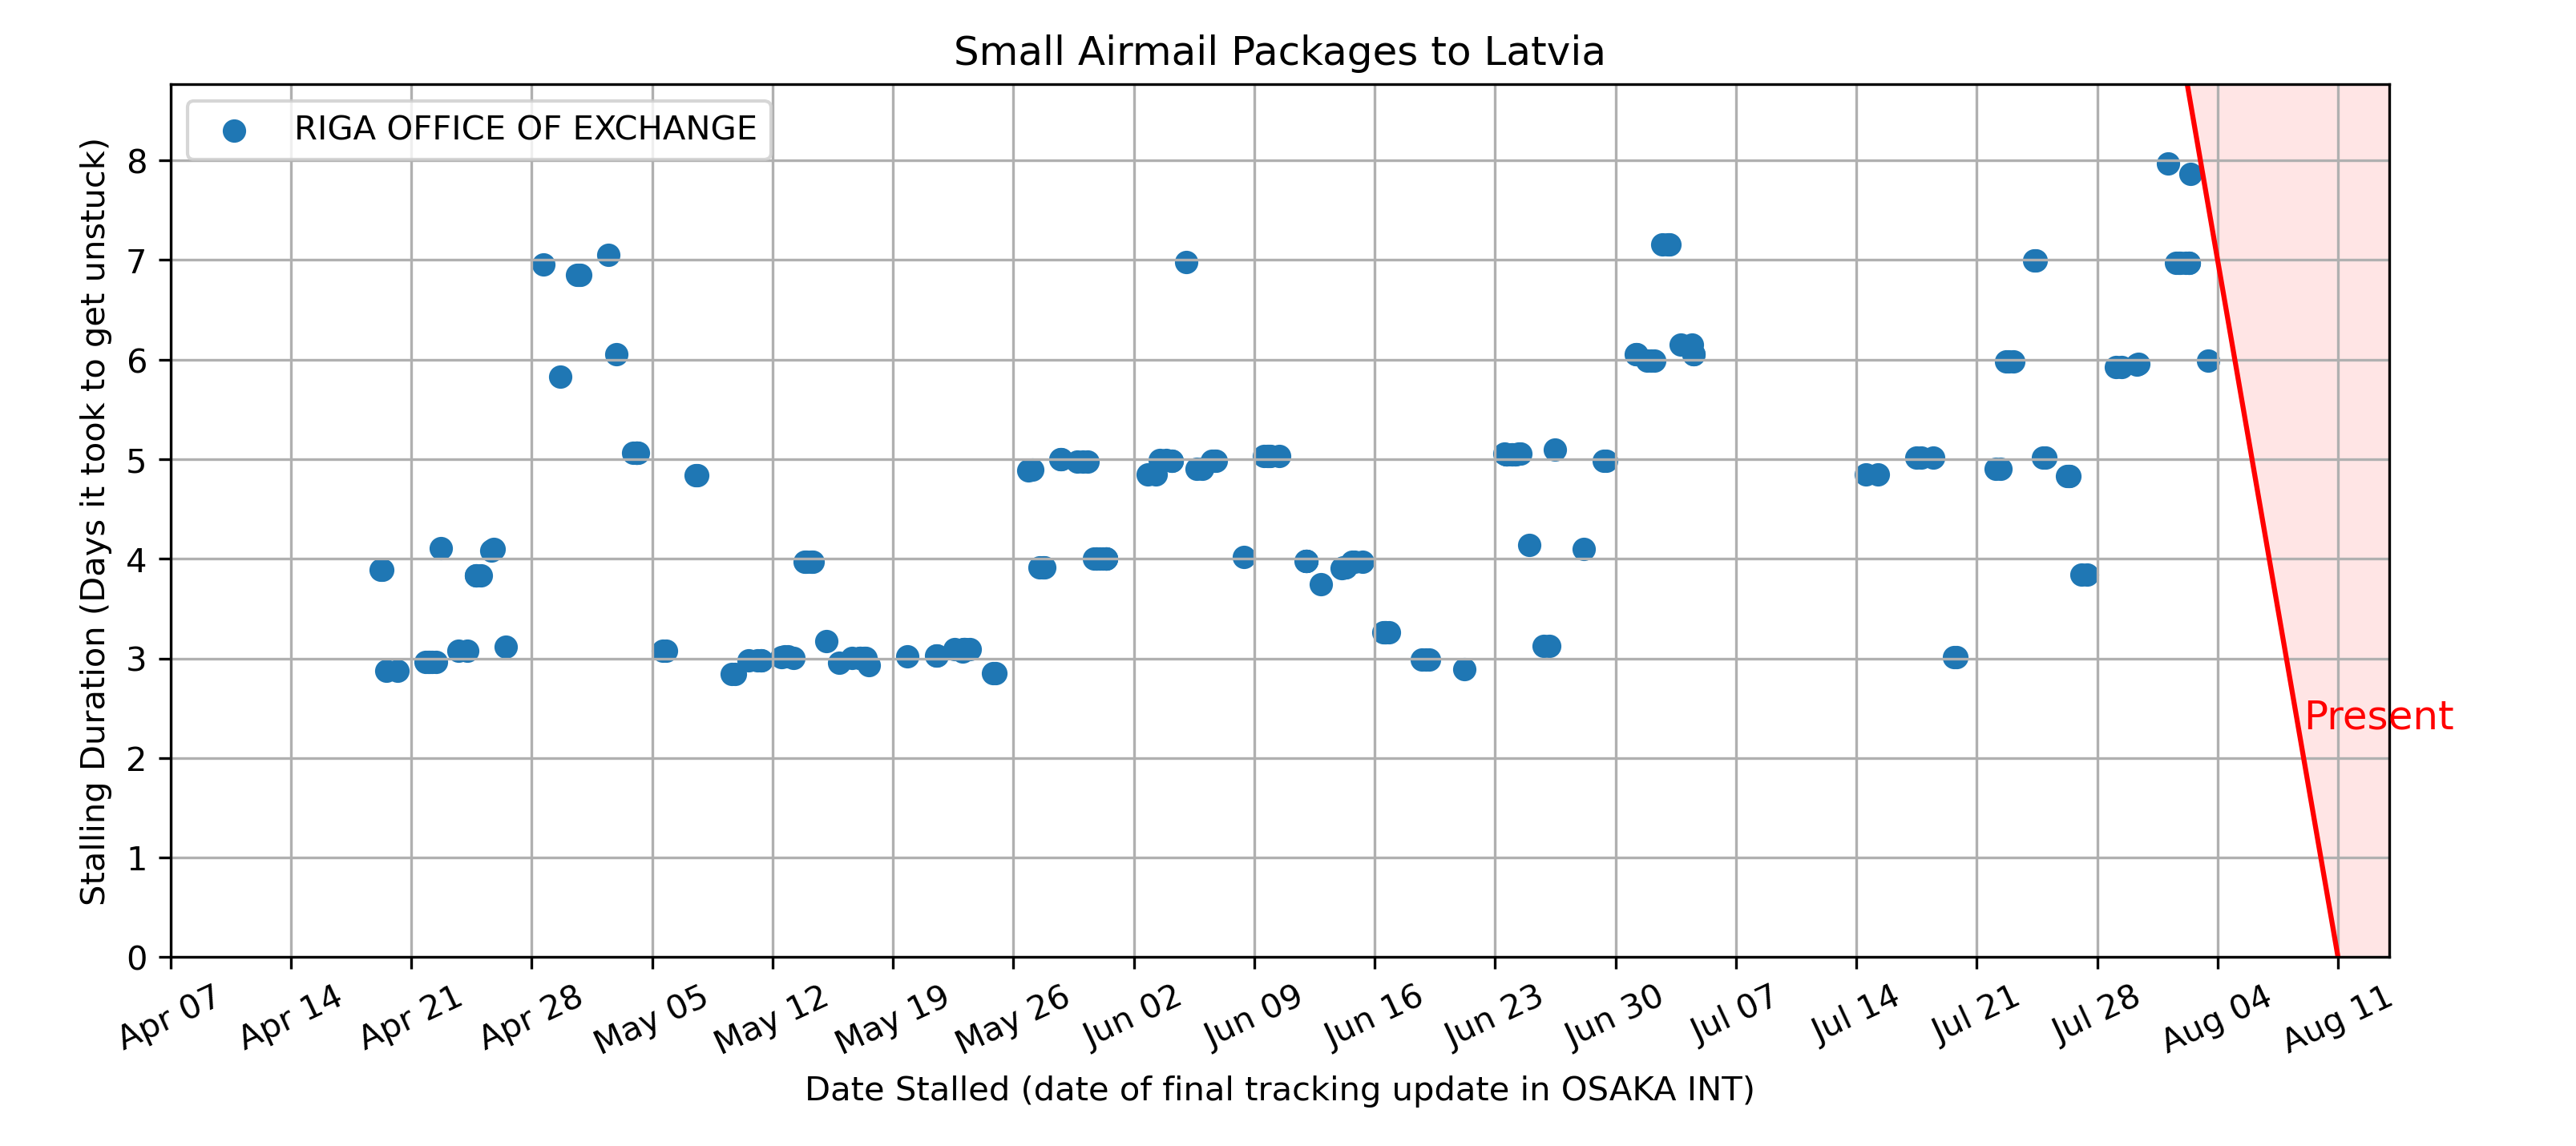 Small Airmail Packages to Latvia
RIGA OFFICE OF EXCHANGE
Stalling Duration (Days it took to get unstuck)
8
7
6
5
4
3
2
1
0
Present
Apr 07 Apr 14 Apr 21 Apr 28 May 05 May 12 May 19 May 26 Jun 02 Jun 09 Jun 16 Jun 23 Jun 30 Jul 07 Jul 14 Jul 21 Jul 28 Aug 04 Aug 11
Date Stalled (date of final tracking update in OSAKA INT)